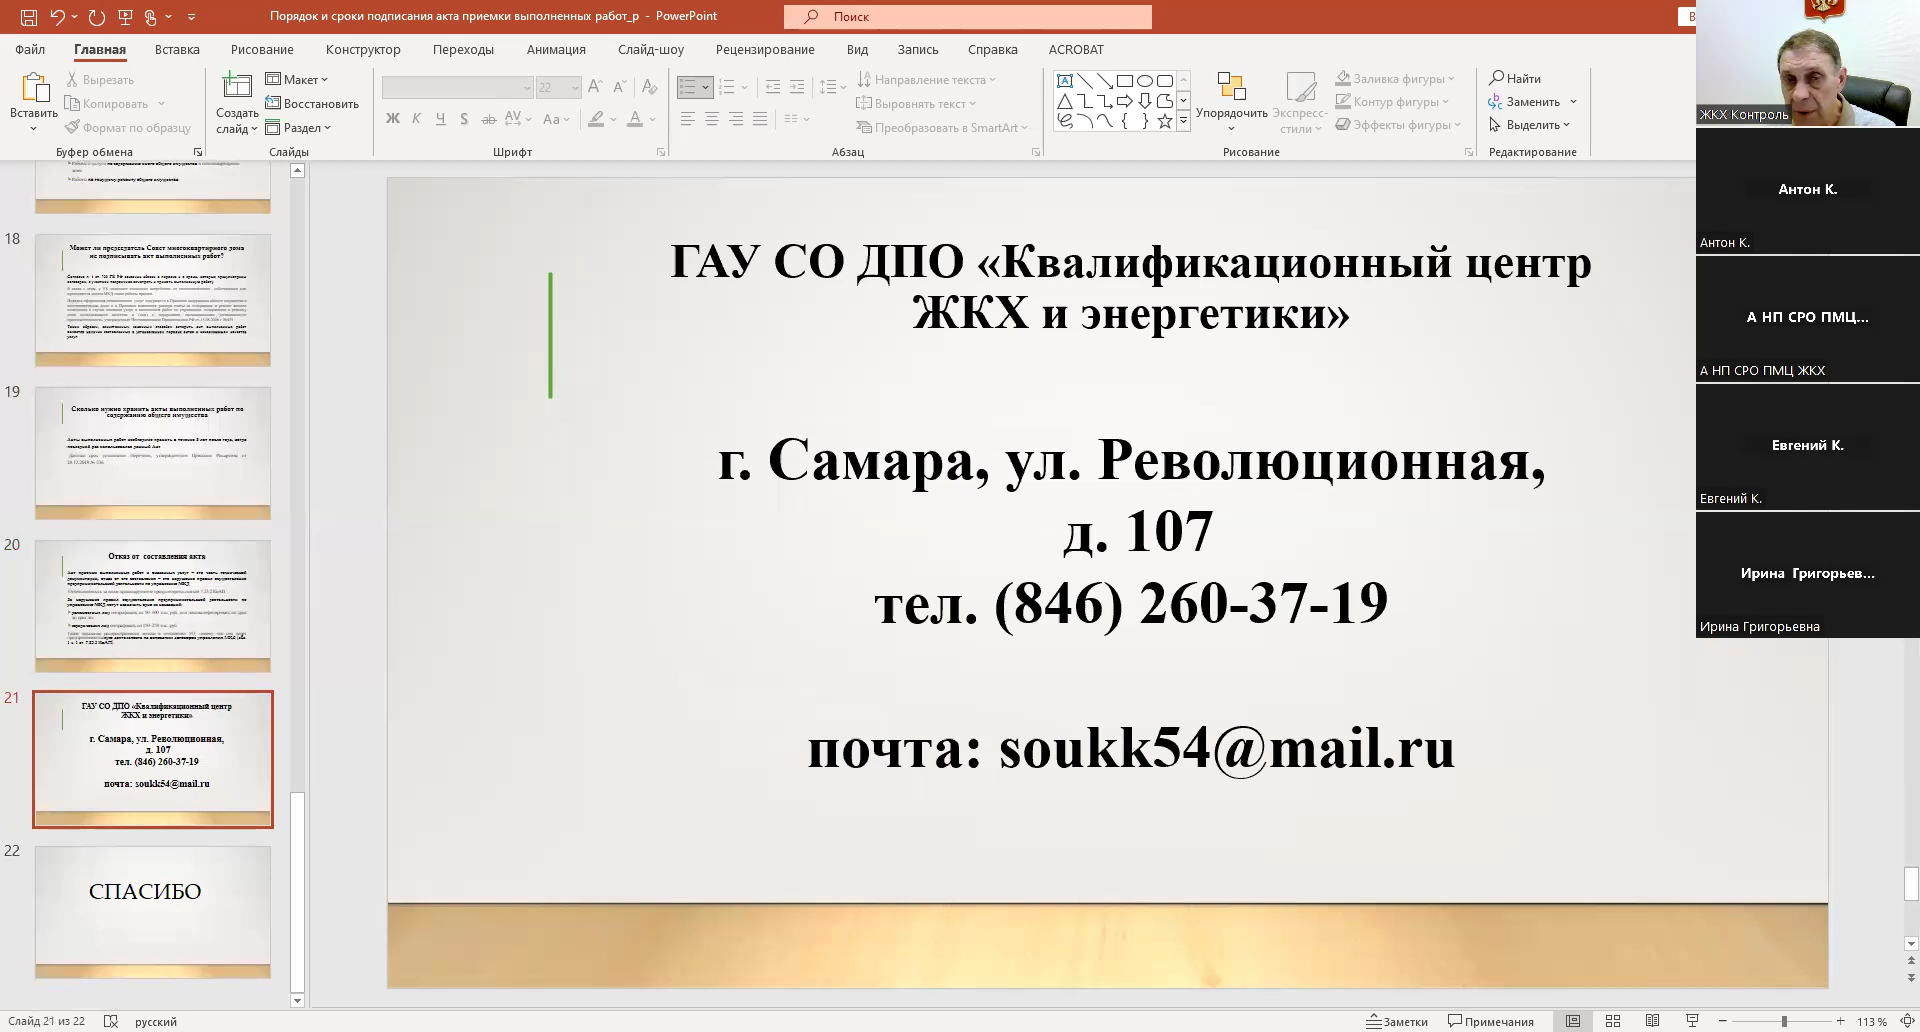 Порядок и сроки подписания акта приемки выполненных работ_р - PowerPoint
Поиск
Файл Главная Вставка Рисование Конструктор Переходы Анимация Слайд-шоу Рецензирование Вид Запись Справка ACROBAT
Вставить
Вырезать
Копировать
Формат по образцу
Буфер обмена
Создать слайд
Макет
Восстановить
Раздел
Слайды
22
Ж К Ч S ab AV Aa
Шрифт
Направление текста
Выровнять текст
Преобразовать в SmartArt
Абзац
Упорядочить
Экспресс-стили
Заливка фигуры
Контур фигуры
Эффекты фигуры
Рисование
Найти
Заменить
Выделить
Редактирование
ЖКХ Контроль
Антон К.
Антон К.
А НП СРО ПМЦ...
А НП СРО ПМЦ ЖКХ
Евгений К.
Евгений К.
Ирина Григорьев...
Ирина Григорьевна
18
Может ли председатель Совет многоквартирного дома
не подписывать акт выполненных работ?
19
Сколько нужно хранить акты выполненных работ по
содержанию общего имущества
20
Отказ от составления акта
21
ГАУ СО ДПО «Квалификационный центр
ЖКХ и энергетики»
г. Самара, ул. Революционная,
д. 107
тел. (846) 260-37-19
почта: soukk54@mail.ru
22
СПАСИБО
ГАУ СО ДПО «Квалификационный центр
ЖКХ и энергетики»
г. Самара, ул. Революционная,
д. 107
тел. (846) 260-37-19
почта: soukk54@mail.ru
Слайд 21 из 22 русский Заметки Примечания 113 %